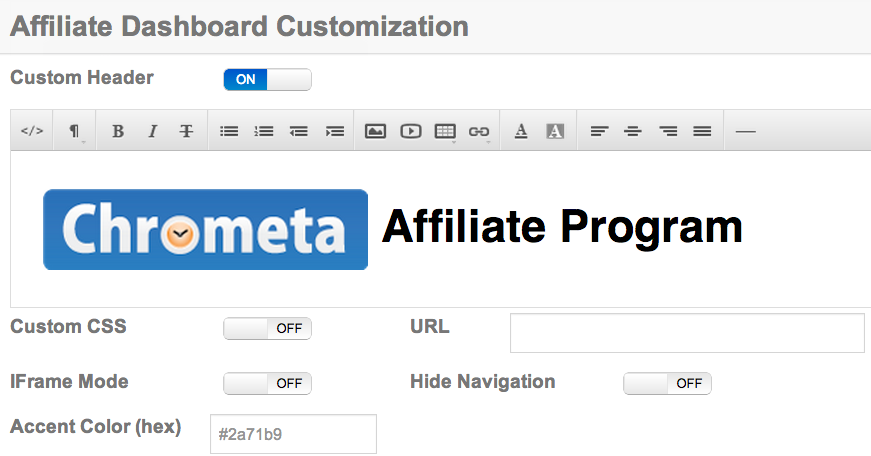 Affiliate Dashboard Customization
Custom Header ON
</> ¶ B I T A A
Chrometa Affiliate Program
Custom CSS OFF URL
IFrame Mode OFF Hide Navigation OFF
Accent Color (hex) #2a71b9